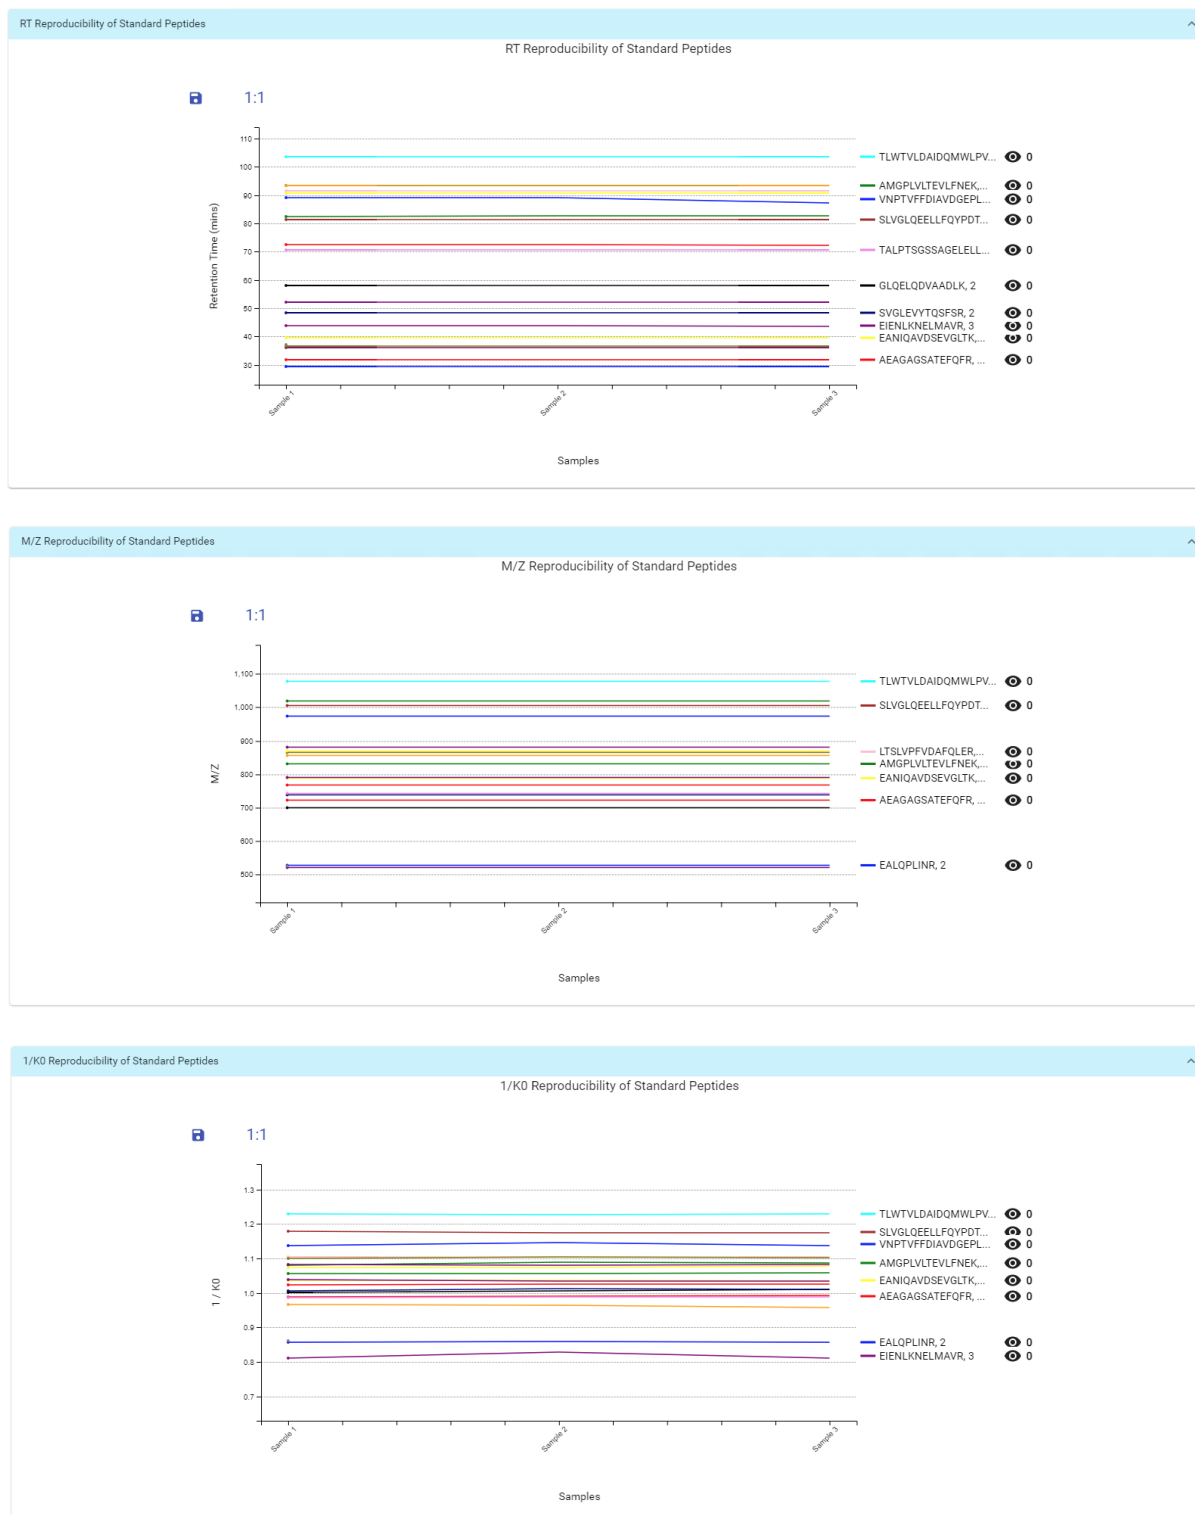 RT Reproducibility of Standard Peptides
RT Reproducibility of Standard Peptides
1:1
110
100
90
80
70
60
50
40
30
Retention Time (mins)
TLWTVLDAIDQMWLPV... 0
AMGPLVLTEVLFNEK,... 0
VNPTVFFDIAVDGEPL... 0
SLVGLQEELLFQYPDT... 0
TALPTSGSSAGELELL... 0
GLQELQDVAADLK, 2 0
SVGLEVYTQSFSR, 2 0
EIENLKNELMAVR, 3 0
EANIQAVDSEVGLTK,... 0
AEAGAGSATEFQFR, ... 0
Sample 1
Sample 2
Sample 3
Samples
M/Z Reproducibility of Standard Peptides
M/Z Reproducibility of Standard Peptides
1:1
1,100
1,000
900
800
700
600
500
M/Z
TLWTVLDAIDQMWLPV... 0
SLVGLQEELLFQYPDT... 0
LTSLVPFVDAFQLER,... 0
AMGPLVLTEVLFNEK,... 0
EANIQAVDSEVGLTK,... 0
AEAGAGSATEFQFR, ... 0
EALQPLINR, 2 0
Sample 1
Sample 2
Sample 3
Samples
1/K0 Reproducibility of Standard Peptides
1/K0 Reproducibility of Standard Peptides
1:1
1.3
1.2
1.1
1.0
0.9
0.8
0.7
1 / K0
TLWTVLDAIDQMWLPV... 0
SLVGLQEELLFQYPDT... 0
VNPTVFFDIAVDGEPL... 0
AMGPLVLTEVLFNEK,... 0
EANIQAVDSEVGLTK,... 0
AEAGAGSATEFQFR, ... 0
EALQPLINR, 2 0
EIENLKNELMAVR, 3 0
Sample 1
Sample 2
Sample 3
Samples